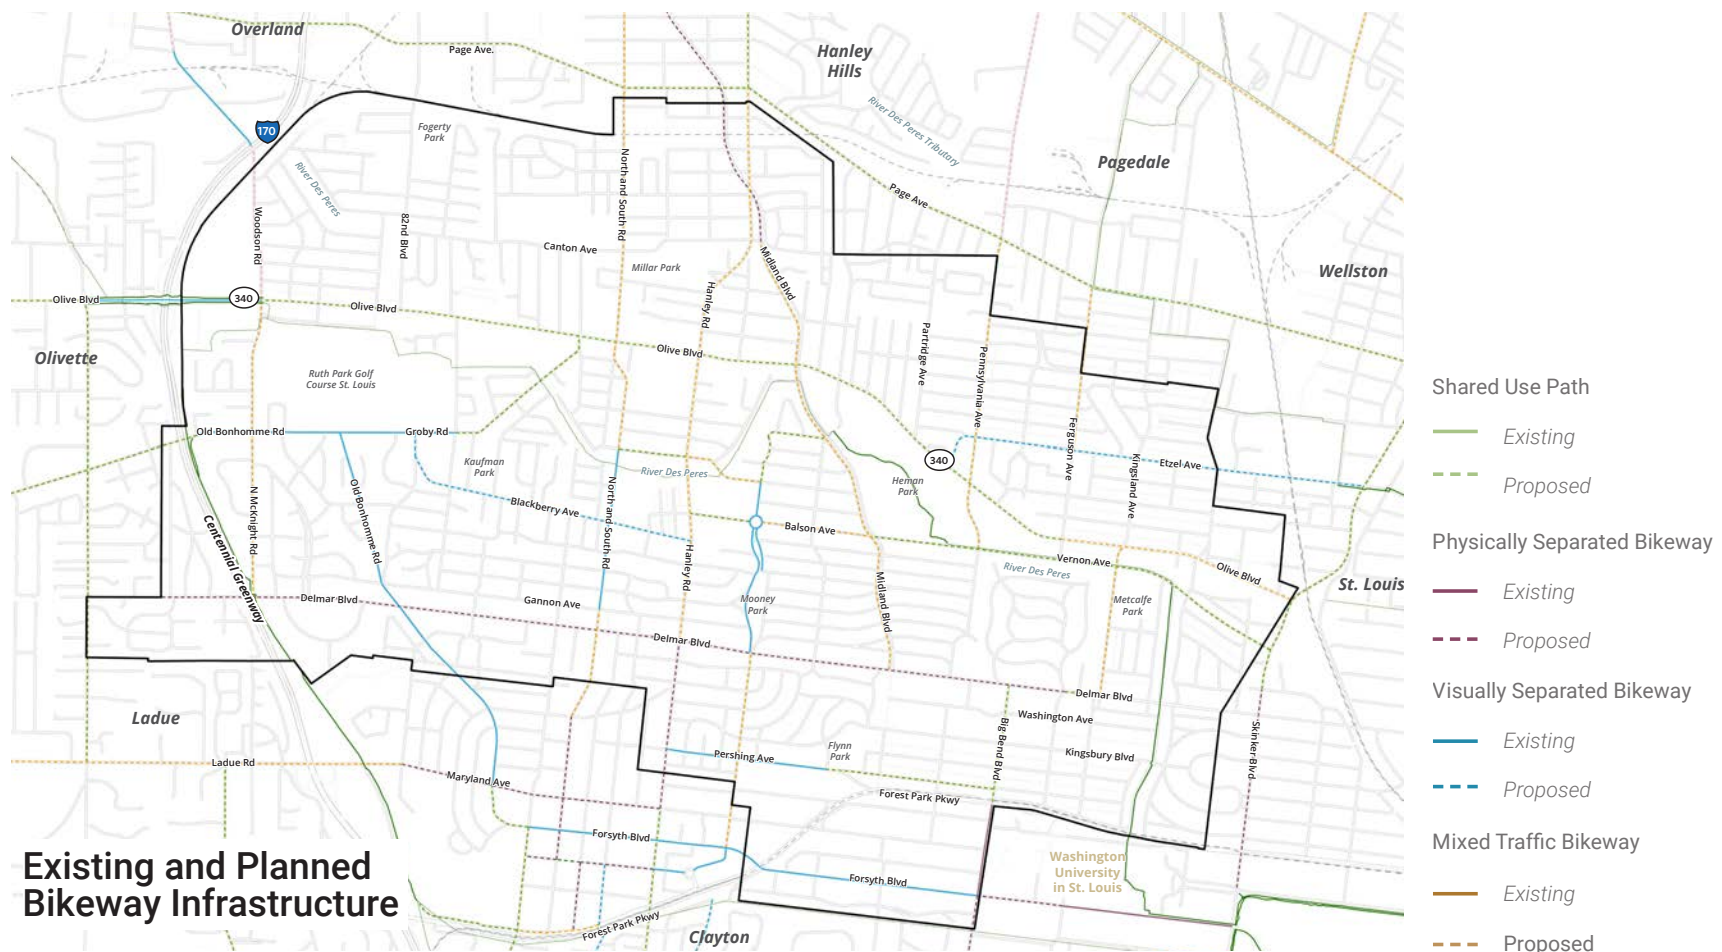 Overland
Page Ave.
Hanley
Hills
170
Fogerty
Park
River Des Peres Tributary
North and South Rd
River Des Peres
Pagedale
Page Ave
Woodson Rd
82nd Blvd
Canton Ave
Millar Park
Midland Blvd
Wellston
Olive Blvd
340
Olive Blvd
Hanley Rd
Olivette
Olive Blvd
Partridge Ave
Pennsylvania Ave
Ruth Park Golf
Course St. Louis
Old Bonhomme Rd
Groby Rd
Ferguson Ave
Kaufman
Park
River Des Peres
340
Etzel Ave
Kingsland Ave
Heman
Park
N McKnight Rd
Old Bonhomme Rd
Blackberry Ave
North and South Rd
Balson Ave
Centennial Greenway
Hanley Rd
Vernon Ave
River Des Peres
Olive Blvd
St. Louis
Delmar Blvd
Gannon Ave
Mooney
Park
Midland Blvd
Metcalfe
Park
Delmar Blvd
Delmar Blvd
Ladue
Washington Ave
Big Bend Blvd
Skinker Blvd
Flynn
Park
Pershing Ave
Kingsbury Blvd
Ladue Rd
Maryland Ave
Forest Park Pkwy
Forsyth Blvd
Forsyth Blvd
Washington
University
in St. Louis
Forest Park Pkwy
Clayton
Existing and Planned
Bikeway Infrastructure
Shared Use Path
Existing
Proposed
Physically Separated Bikeway
Existing
Proposed
Visually Separated Bikeway
Existing
Proposed
Mixed Traffic Bikeway
Existing
Proposed